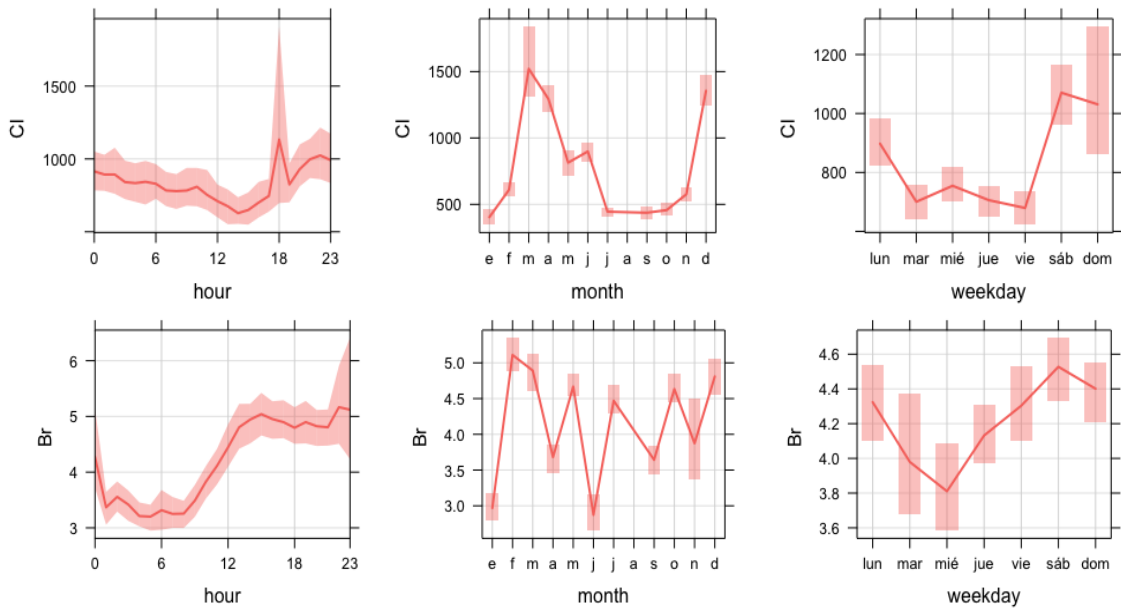 Cl
1500
1000
0 6 12 18 23
hour
Cl
1500
1000
500
e f m a m j j a s o n d
month
Cl
1200
1000
800
lun mar mié jue vie sáb dom
weekday
Br
6
5
4
3
0 6 12 18 23
hour
Br
5.0
4.5
4.0
3.5
3.0
e f m a m j j a s o n d
month
Br
4.6
4.4
4.2
4.0
3.8
3.6
lun mar mié jue vie sáb dom
weekday